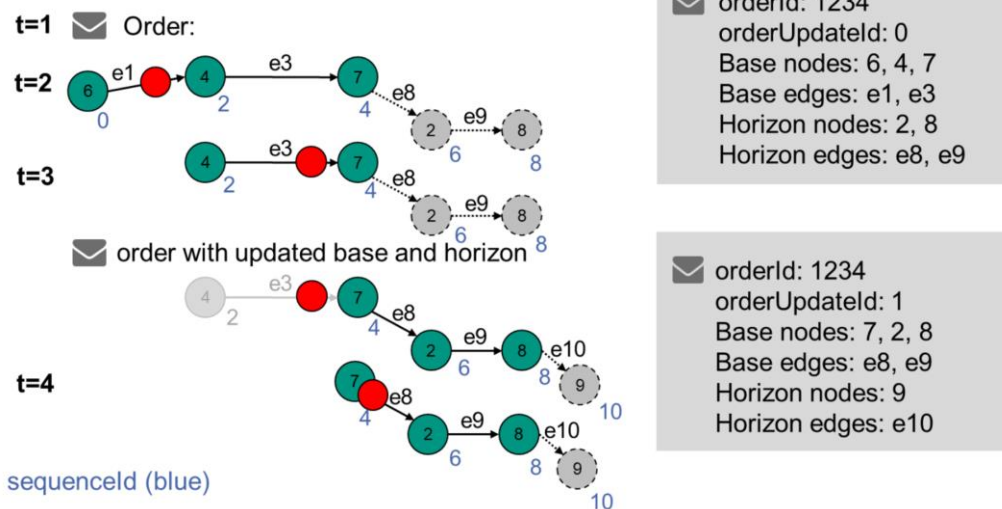 t=1 Order:
orderId: 1234
orderUpdateId: 0
Base nodes: 6, 4, 7
Base edges: e1, e3
Horizon nodes: 2, 8
Horizon edges: e8, e9
t=2
6 e1 4 e3 7 e8 2 e9 8
0 2 4 6 8
t=3
4 e3 7 e8 2 e9 8
2 4 6 8
order with updated base and horizon
4 e3 7 e8 2 e9 8 e10 9
2 4 6 8 10
orderId: 1234
orderUpdateId: 1
Base nodes: 7, 2, 8
Base edges: e8, e9
Horizon nodes: 9
Horizon edges: e10
t=4
7 e8 2 e9 8 e10 9
4 6 8 10
sequenceId (blue)